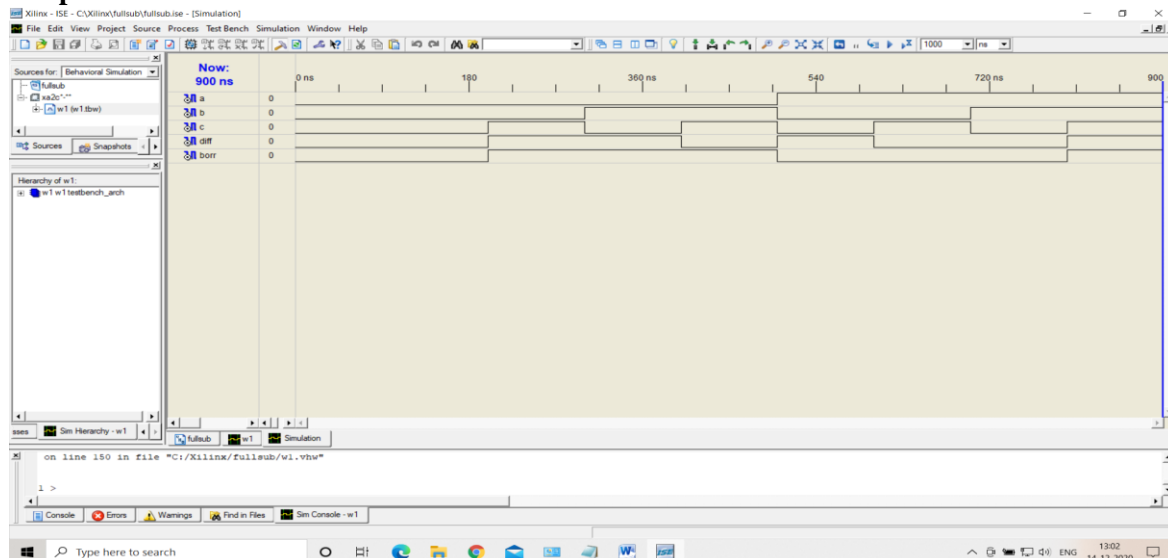 Xilinx - ISE - C:\Xilinx\fullsub\fullsub.ise - [Simulation]
File Edit View Project Source Process Test Bench Simulation Window Help
1000 ns
Sources for: Behavioral Simulation
fullsub
xa2c*-**
w1 (w1.tbw)
Sources Snapshots
Hierarchy of w1:
w1 w1 testbench_arch
Now:
900 ns
0 ns 180 360 ns 540 720 ns 900
a 0
b 0
c 0
diff 0
borr 0
sses Sim Hierarchy - w1
fullsub w1 Simulation
on line 150 in file "C:/Xilinx/fullsub/w1.vhw"
1 >
Console Errors Warnings Find in Files Sim Console - w1
Type here to search
ENG
13:02